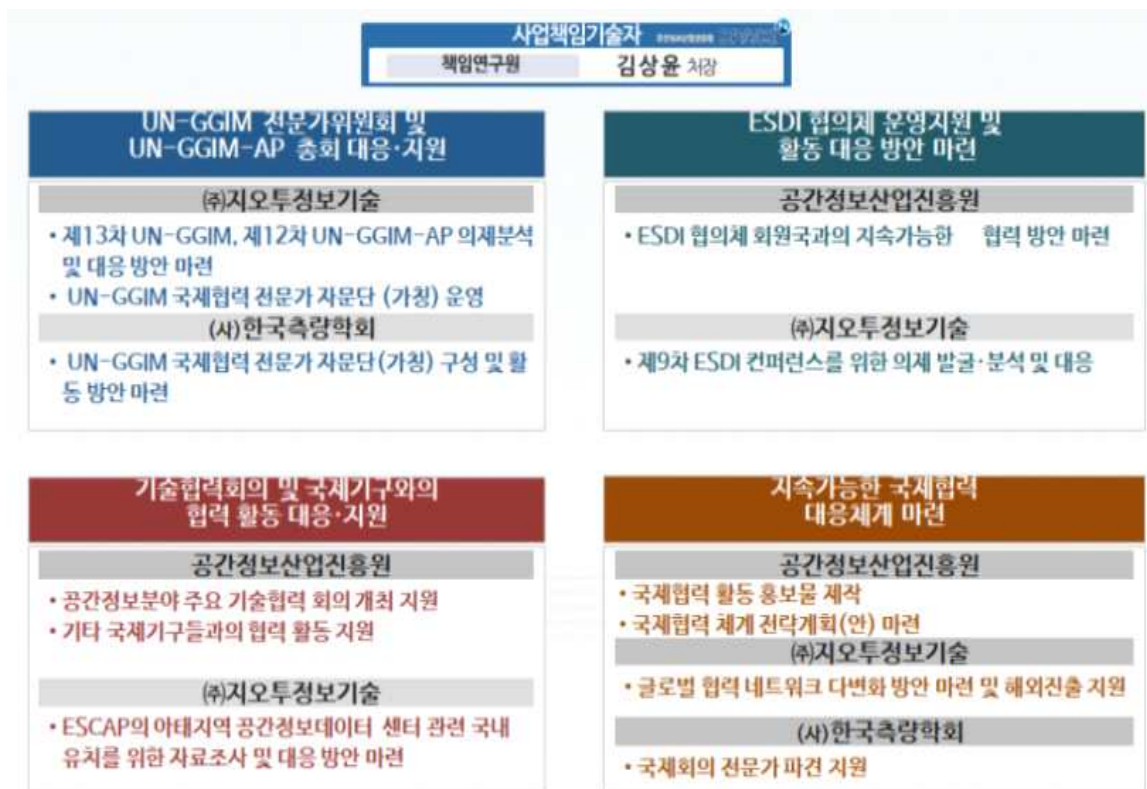 사업책임기술자
책임연구원 김상윤 처장
UN-GGIM 전문가위원회 및
UN-GGIM-AP 총회 대응·지원
㈜지오투정보기술
• 제13차 UN-GGIM, 제12차 UN-GGIM-AP 의제분석
및 대응 방안 마련
• UN-GGIM 국제협력 전문가 자문단 (가칭) 운영
(사)한국측량학회
• UN-GGIM 국제협력 전문가 자문단(가칭) 구성 및 활
동 방안 마련
ESDI 협의체 운영지원 및
활동 대응 방안 마련
공간정보산업진흥원
• ESDI 협의체 회원국과의 지속가능한 협력 방안 마련
㈜지오투정보기술
• 제9차 ESDI 컨퍼런스를 위한 의제 발굴·분석 및 대응
기술협력회의 및 국제기구와의
협력 활동 대응·지원
공간정보산업진흥원
• 공간정보분야 주요 기술협력 회의 개최 지원
• 기타 국제기구들과의 협력 활동 지원
㈜지오투정보기술
• ESCAP의 아태지역 공간정보데이터 센터 관련 국내
유치를 위한 자료조사 및 대응 방안 마련
지속가능한 국제협력
대응체계 마련
공간정보산업진흥원
• 국제협력 활동 홍보물 제작
• 국제협력 체계 전략계획(안) 마련
㈜지오투정보기술
• 글로벌 협력 네트워크 다변화 방안 마련 및 해외진출 지원
(사)한국측량학회
• 국제회의 전문가 파견 지원